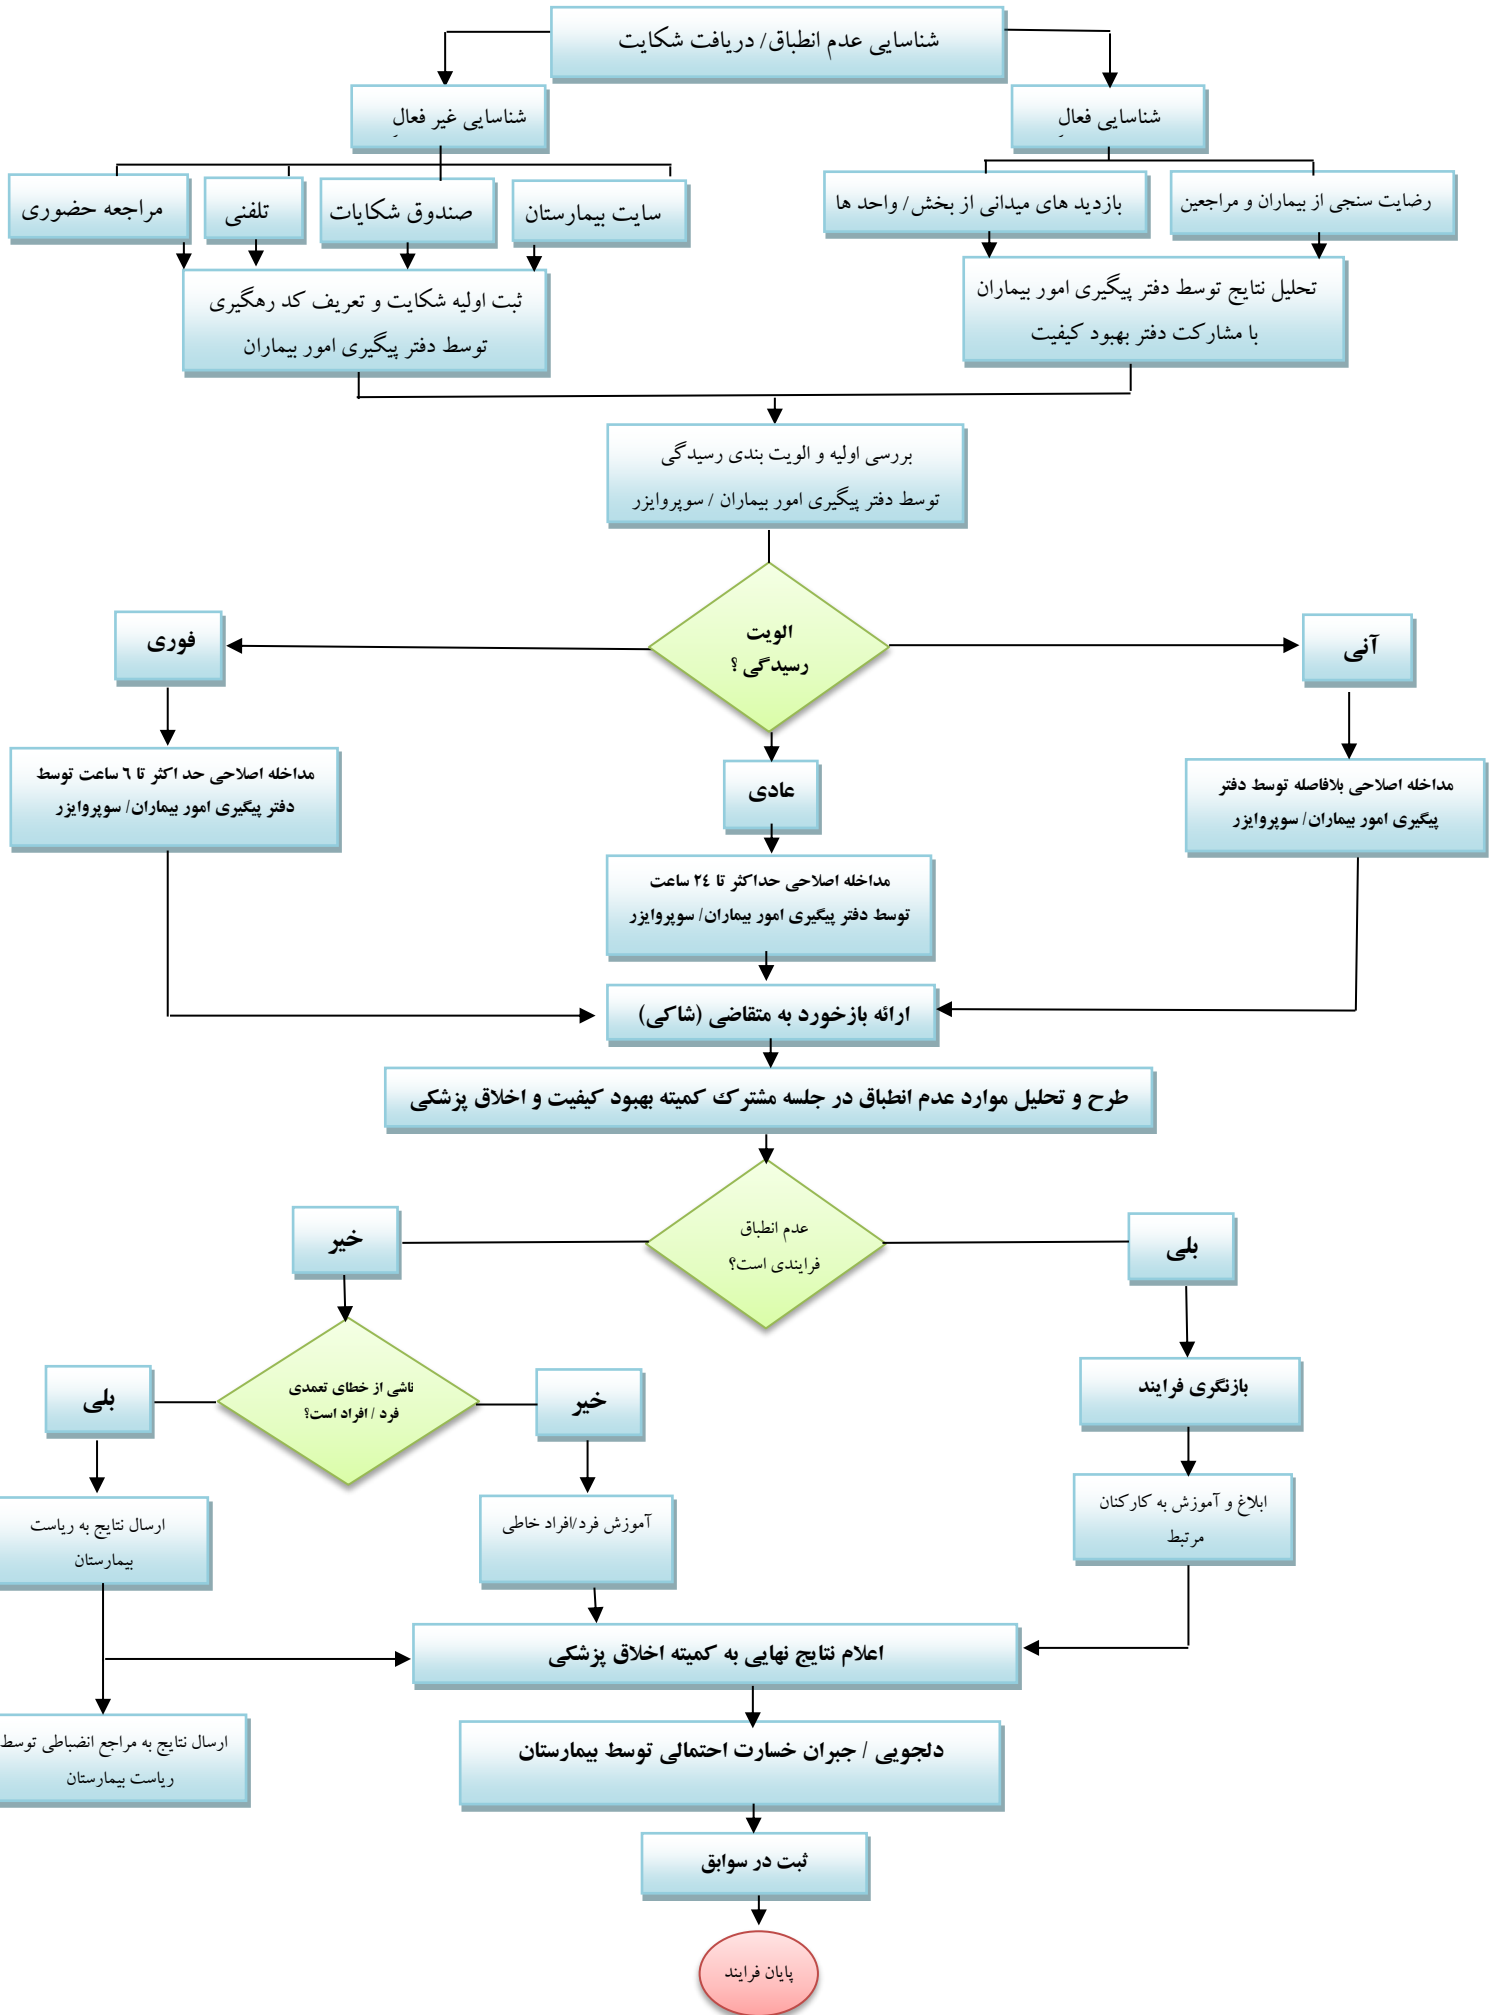 شناسایی عدم انطباق/ دریافت شکایت
شناسایی فعال
شناسایی غیر فعال
رضایت سنجی از بیماران و مراجعین
بازدید های میدانی از بخش/ واحد ها
سایت بیمارستان
صندوق شکایات
تلفنی
مراجعه حضوری
تحلیل نتایج توسط دفتر پیگیری امور بیماران
با مشارکت دفتر بهبود کیفیت
ثبت اولیه شکایت و تعریف کد رهگیری
توسط دفتر پیگیری امور بیماران
بررسی اولیه و الویت بندی رسیدگی
توسط دفتر پیگیری امور بیماران / سوپروایزر
الویت
رسیدگی ؟
آنی
فوری
مداخله اصلاحی بلافاصله توسط دفتر
پیگیری امور بیماران/ سوپروایزر
عادی
مداخله اصلاحی حد اکثر تا ٦ ساعت توسط
دفتر پیگیری امور بیماران/ سوپروایزر
مداخله اصلاحی حداکثر تا ٢٤ ساعت
توسط دفتر پیگیری امور بیماران/ سوپروایزر
ارائه بازخورد به متقاضی (شاکی)
طرح و تحلیل موارد عدم انطباق در جلسه مشترک کمیته بهبود کیفیت و اخلاق پزشکی
عدم انطباق
فرایندی است؟
بلی
خیر
بازنگری فرایند
ناشی از خطای تعمدی
فرد / افراد است؟
خیر
بلی
ابلاغ و آموزش به کارکنان
مرتبط
آموزش فرد/افراد خاطی
ارسال نتایج به ریاست
بیمارستان
اعلام نتایج نهایی به کمیته اخلاق پزشکی
دلجویی / جبران خسارت احتمالی توسط بیمارستان
ارسال نتایج به مراجع انضباطی توسط
ریاست بیمارستان
ثبت در سوابق
پایان فرایند